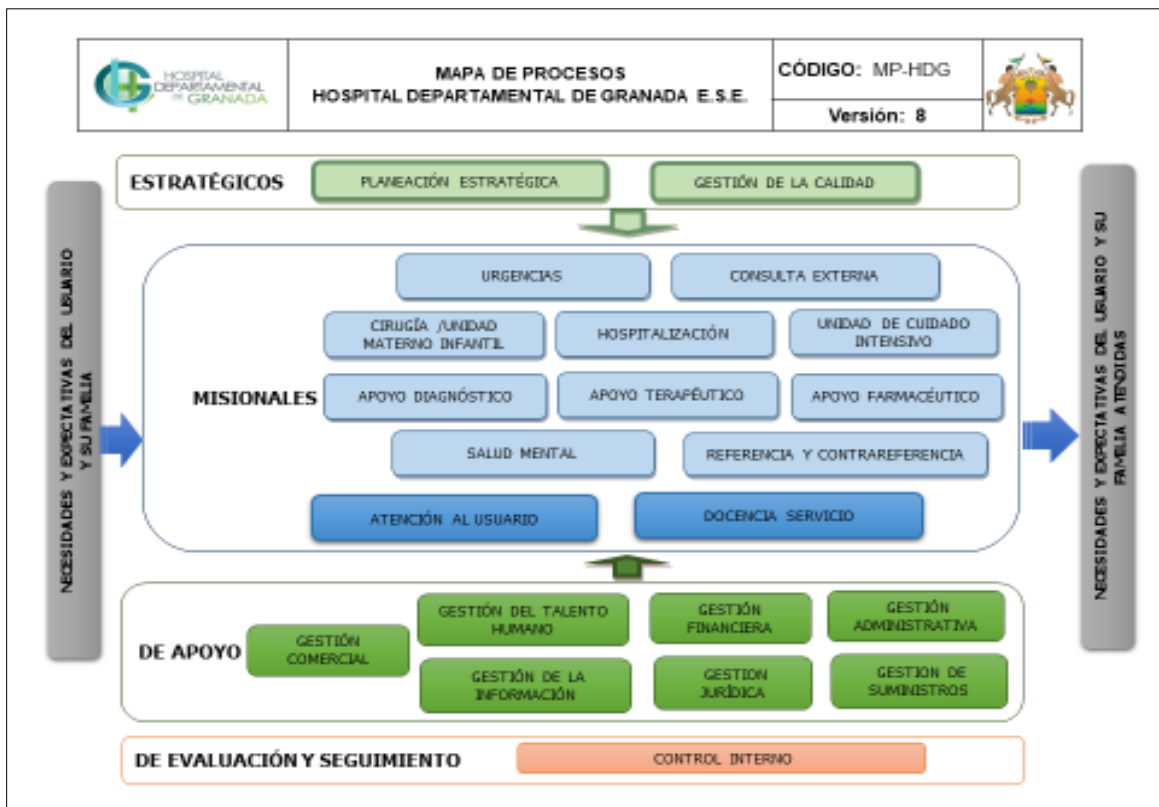 HOSPITAL
DEPARTAMENTAL
DE GRANADA
MAPA DE PROCESOS
HOSPITAL DEPARTAMENTAL DE GRANADA E.S.E.
CÓDIGO: MP-HDG
Versión: 8
NECESIDADES Y EXPECTATIVAS DEL USUARIO
Y SU FAMILIA
ESTRATÉGICOS
PLANEACIÓN ESTRATÉGICA
GESTIÓN DE LA CALIDAD
MISIONALES
URGENCIAS
CONSULTA EXTERNA
CIRUGÍA /UNIDAD
MATERNO INFANTIL
HOSPITALIZACIÓN
UNIDAD DE CUIDADO
INTENSIVO
APOYO DIAGNÓSTICO
APOYO TERAPÉUTICO
APOYO FARMACÉUTICO
SALUD MENTAL
REFERENCIA Y CONTRAREFERENCIA
ATENCIÓN AL USUARIO
DOCENCIA SERVICIO
DE APOYO
GESTIÓN
COMERCIAL
GESTIÓN DEL TALENTO
HUMANO
GESTIÓN
FINANCIERA
GESTIÓN
ADMINISTRATIVA
GESTIÓN DE LA
INFORMACIÓN
GESTION
JURÍDICA
GESTION DE
SUMINISTROS
DE EVALUACIÓN Y SEGUIMIENTO
CONTROL INTERNO
NECESIDADES Y EXPECTATIVAS DEL USUARIO Y SU
FAMILIA ATENDIDAS